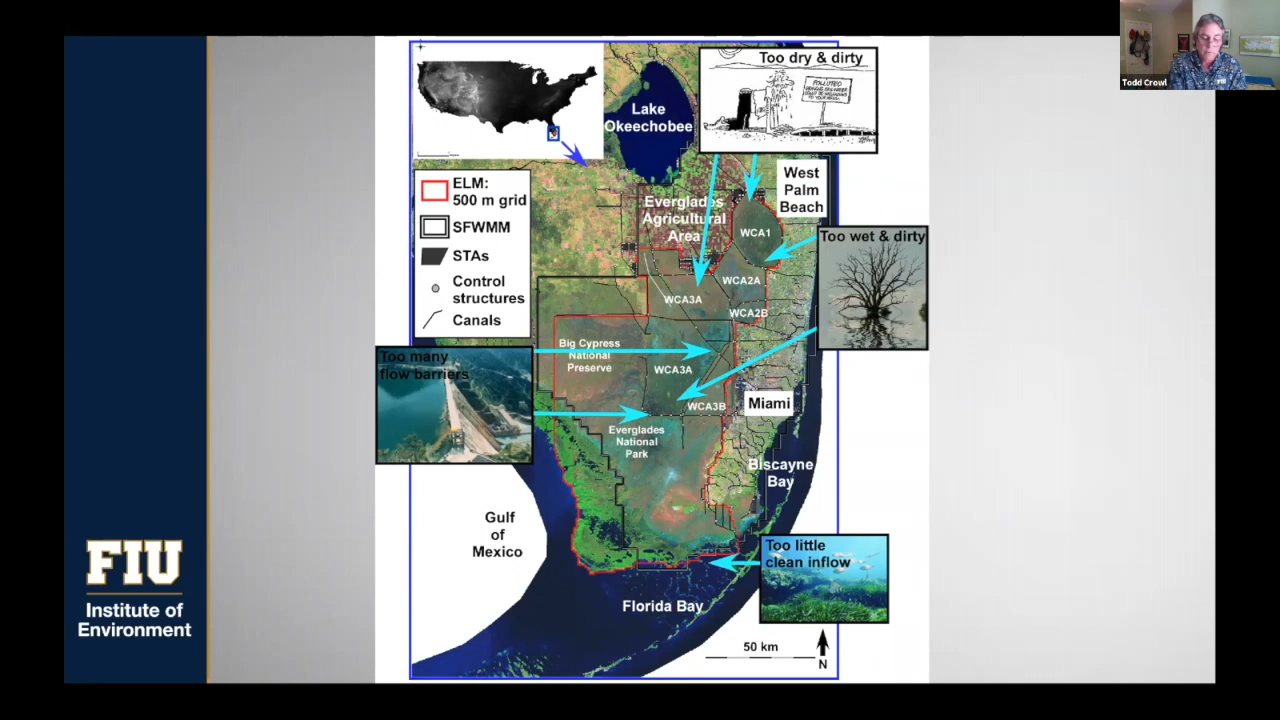 Todd Crowl
Too dry & dirty
POLLUTED
Lake
Okeechobee
ELM:
500 m grid
SFWMM
STAs
Control
structures
Canals
West
Palm
Beach
Everglades
Agricultural
Area
WCA1
Too wet & dirty
WCA2A
WCA3A
WCA2B
Big Cypress
National
Preserve
Too many
flow barriers
WCA3A
WCA3B
Miami
Everglades
National
Park
Biscayne
Bay
Gulf
of
Mexico
Too little
clean inflow
Florida Bay
50 km
N
FIU
Institute of
Environment